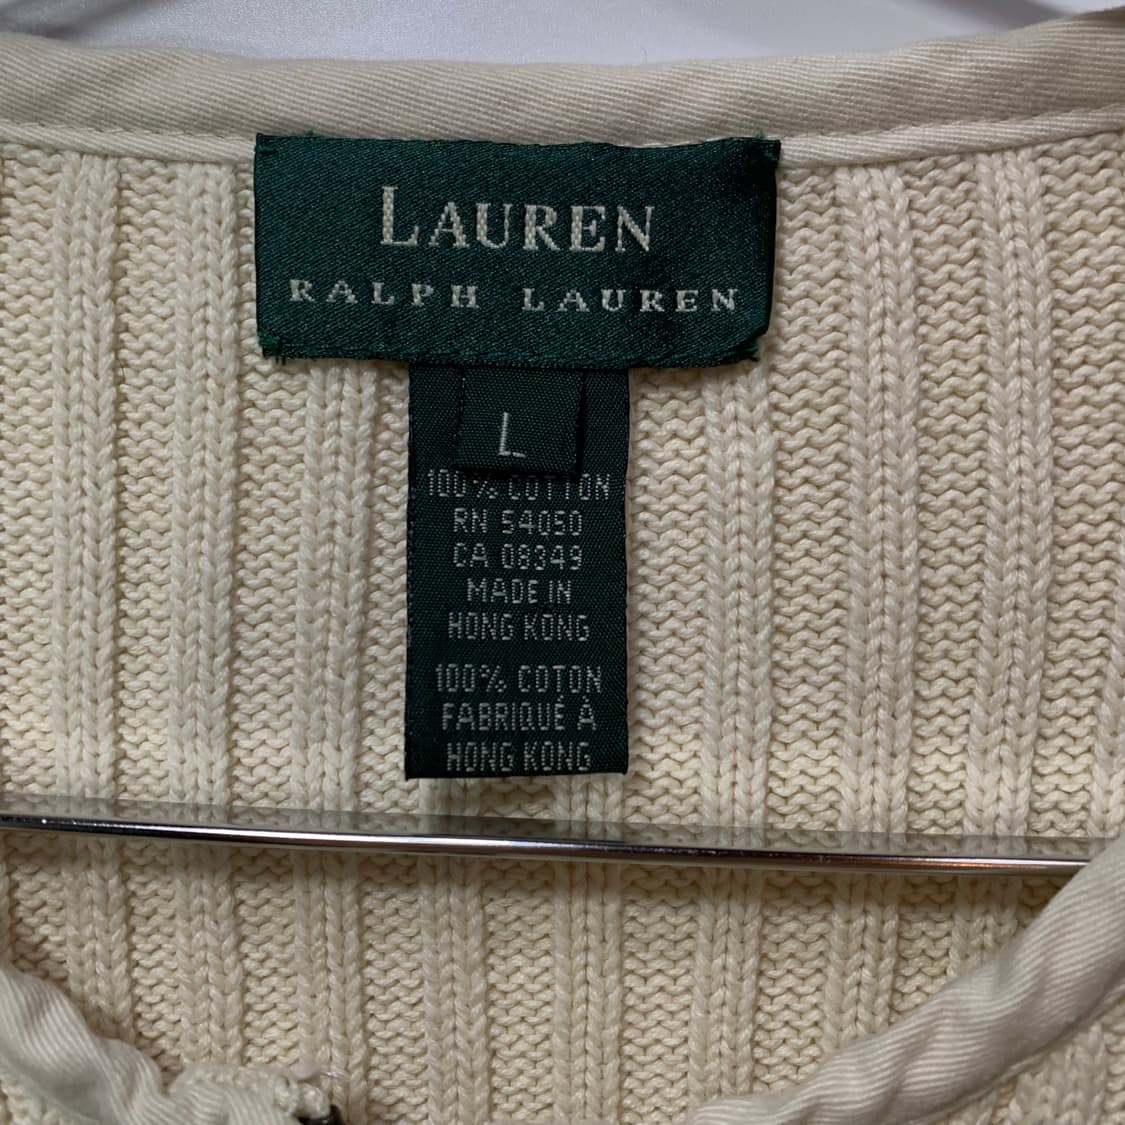 LAUREN
RALPH LAUREN
L
100% COTTON
RN 54050
CA 08349
MADE IN
HONG KONG
100% COTON
FABRIQUÉ À
HONG KONG